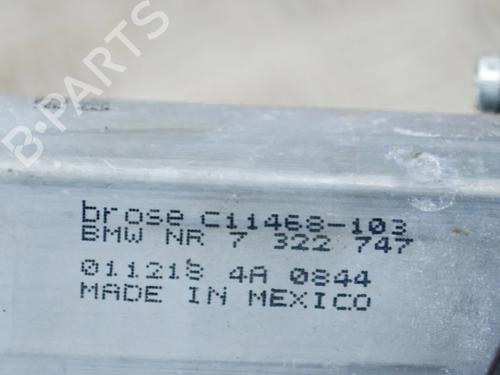 B-PARTS
brose C11468-103
BMW NR 7 322 747
011218 4A 0844
MADE IN MEXICO